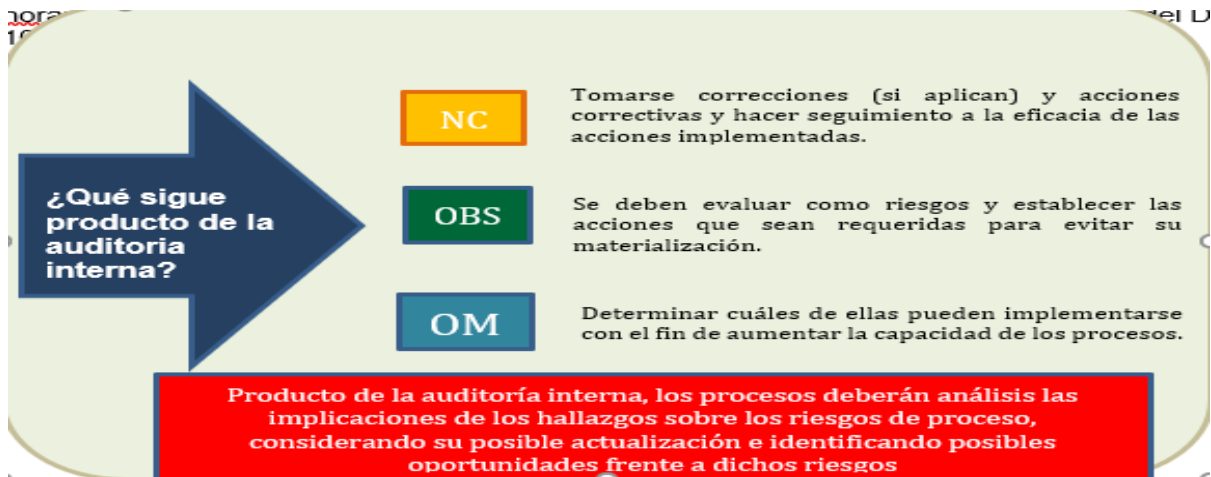 ¿Qué sigue
producto de la
auditoria
interna?
NC
Tomarse correcciones (si aplican) y acciones
correctivas y hacer seguimiento a la eficacia de las
acciones implementadas.
OBS
Se deben evaluar como riesgos y establecer las
acciones que sean requeridas para evitar su
materialización.
OM
Determinar cuáles de ellas pueden implementarse
con el fin de aumentar la capacidad de los procesos.
Producto de la auditoría interna, los procesos deberán análisis las
implicaciones de los hallazgos sobre los riesgos de proceso,
considerando su posible actualización e identificando posibles
oportunidades frente a dichos riesgos